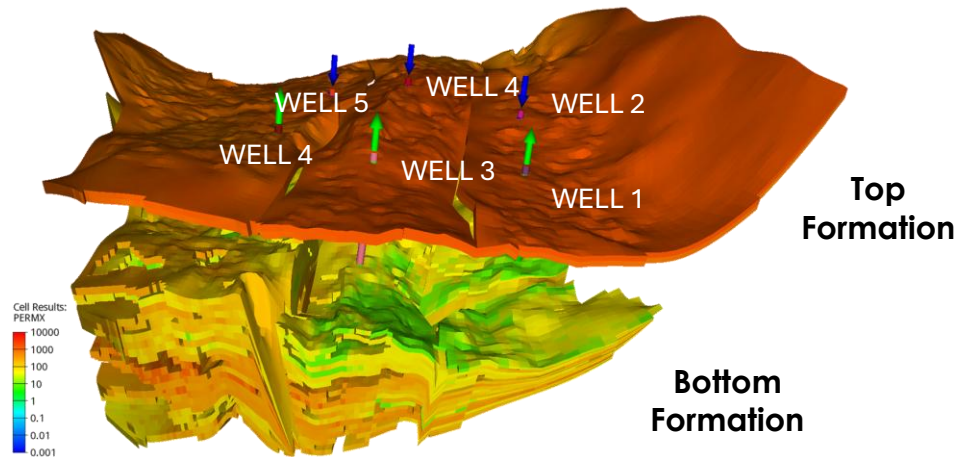 WELL 5
WELL 4
WELL 2
WELL 4
WELL 3
WELL 1
Top
Formation
Cell Results:
PERMX
10000
1000
100
10
1
0.1
0.01
0.001
Bottom
Formation